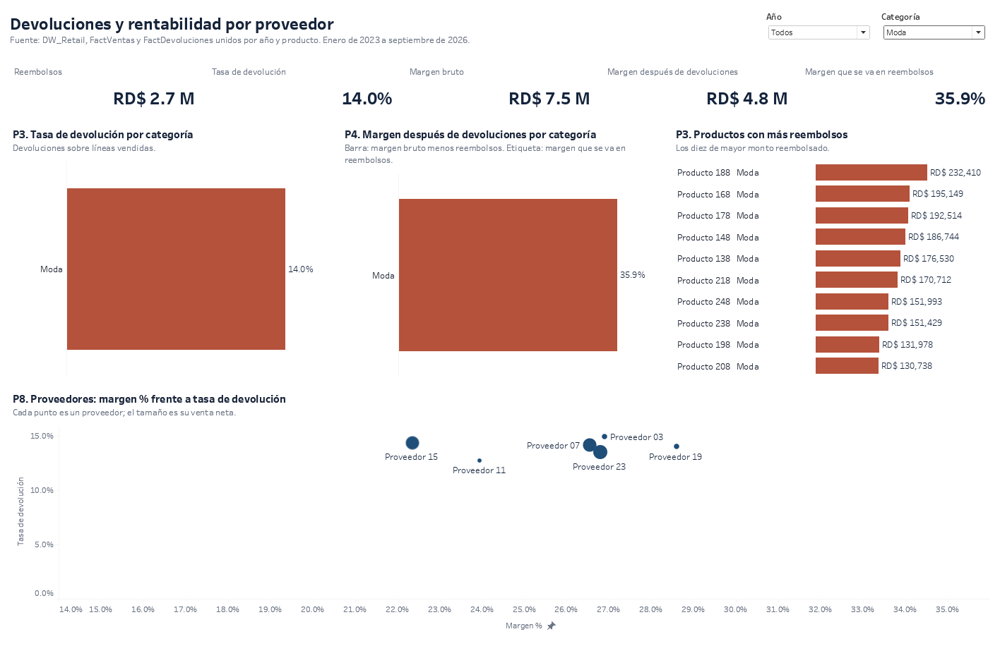 Devoluciones y rentabilidad por proveedor
Fuente: DW_Retail, FactVentas y FactDevoluciones unidos por año y producto. Enero de 2023 a septiembre de 2026.
Año
Todos
Categoría
Moda
Reembolsos
RD$ 2.7 M
Tasa de devolución
14.0%
Margen bruto
RD$ 7.5 M
Margen después de devoluciones
RD$ 4.8 M
Margen que se va en reembolsos
35.9%
P3. Tasa de devolución por categoría
Devoluciones sobre líneas vendidas.
Moda
14.0%
P4. Margen después de devoluciones por categoría
Barra: margen bruto menos reembolsos. Etiqueta: margen que se va en
reembolsos.
Moda
35.9%
P3. Productos con más reembolsos
Los diez de mayor monto reembolsado.
Producto 188 Moda RD$ 232,410
Producto 168 Moda RD$ 195,149
Producto 178 Moda RD$ 192,514
Producto 148 Moda RD$ 186,744
Producto 138 Moda RD$ 176,530
Producto 218 Moda RD$ 170,712
Producto 248 Moda RD$ 151,993
Producto 238 Moda RD$ 151,429
Producto 198 Moda RD$ 131,978
Producto 208 Moda RD$ 130,738
P8. Proveedores: margen % frente a tasa de devolución
Cada punto es un proveedor; el tamaño es su venta neta.
Tasa de devolución
15.0%
10.0%
5.0%
0.0%
Proveedor 15
Proveedor 11
Proveedor 07
Proveedor 03
Proveedor 23
Proveedor 19
14.0% 15.0% 16.0% 17.0% 18.0% 19.0% 20.0% 21.0% 22.0% 23.0% 24.0% 25.0% 26.0% 27.0% 28.0% 29.0% 30.0% 31.0% 32.0% 33.0% 34.0% 35.0%
Margen %